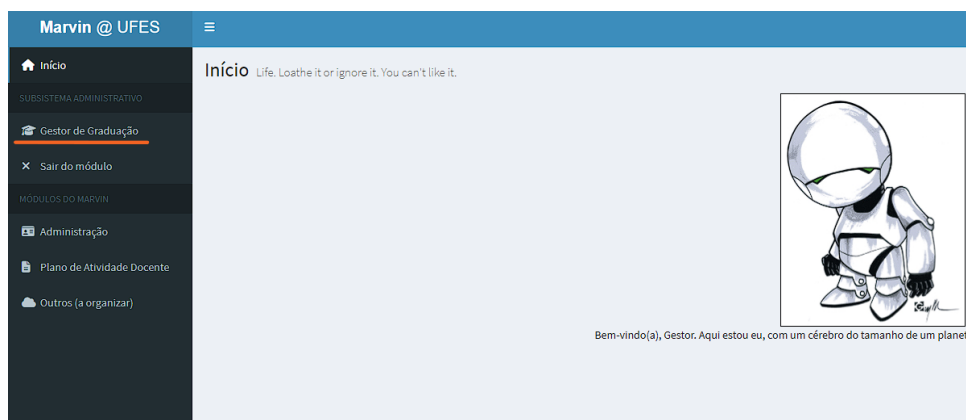 Marvin @ UFES
Início
Início Life. Loathe it or ignore it. You can't like it.
SUBSISTEMA ADMINISTRATIVO
Gestor de Graduação
Sair do módulo
MÓDULOS DO MARVIN
Administração
Plano de Atividade Docente
Outros (a organizar)
Bem-vindo(a), Gestor. Aqui estou eu, com um cérebro do tamanho de um planet